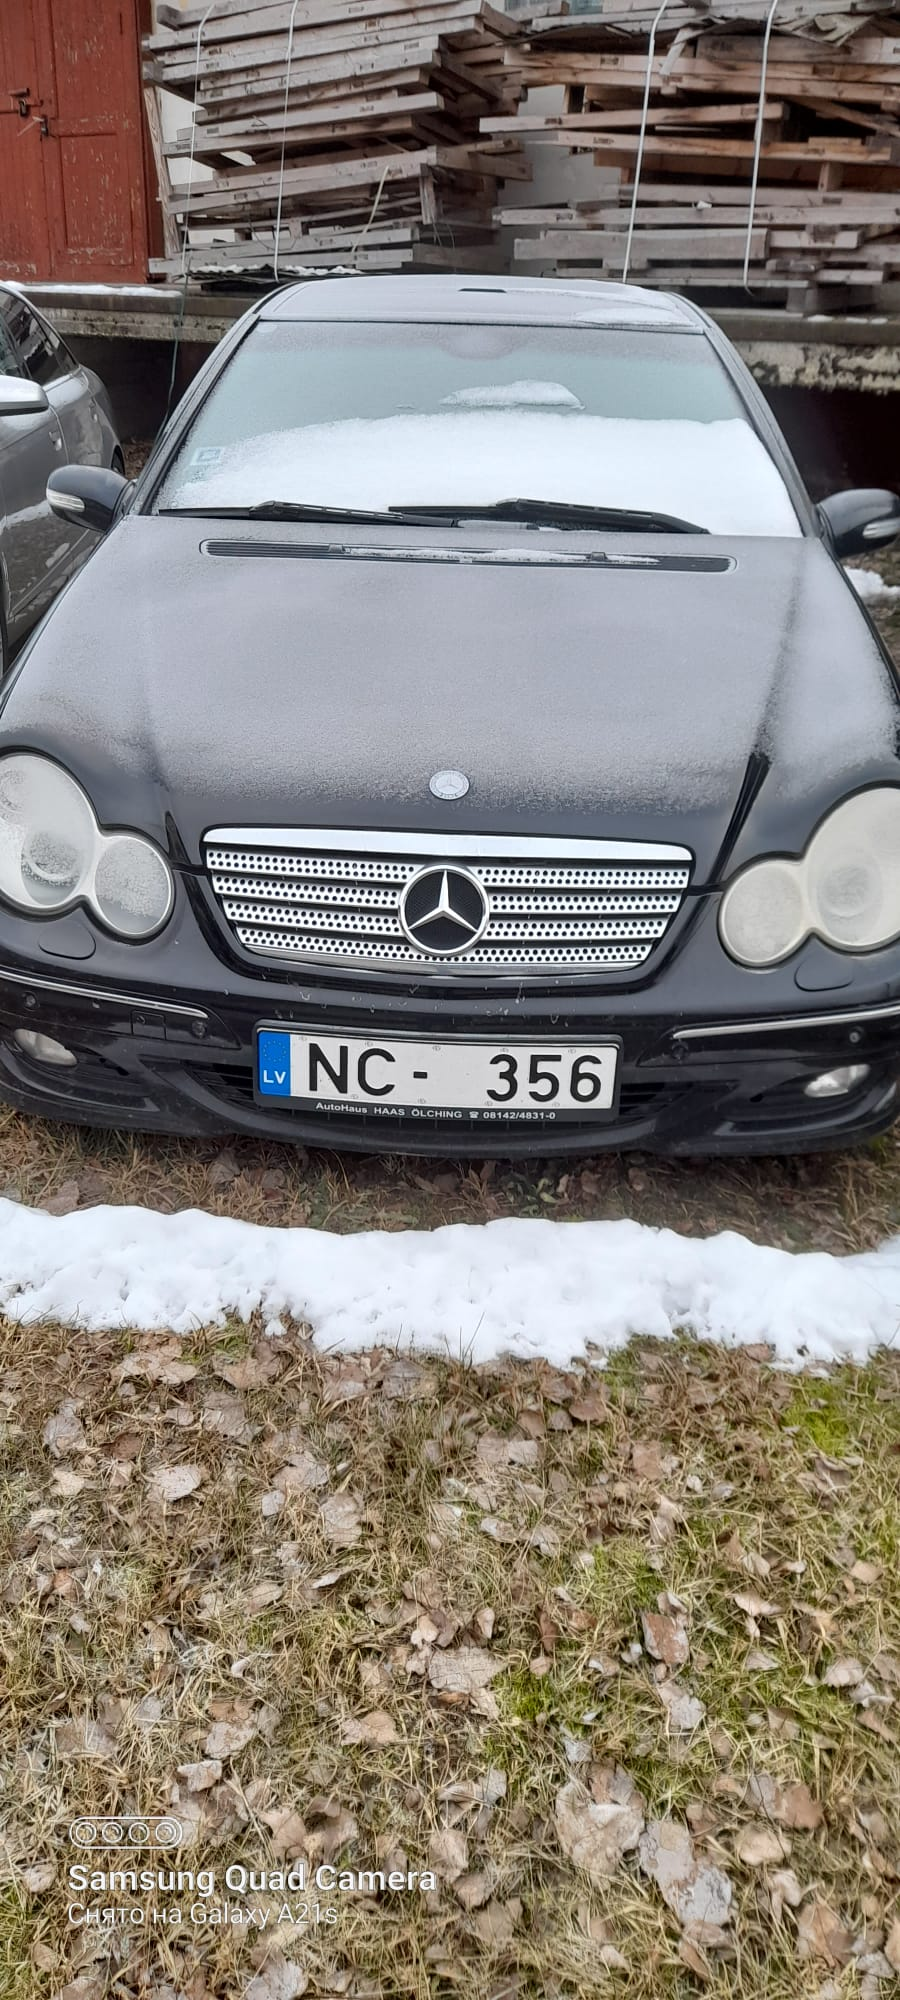 LV NC- 356
AutoHaus HAAS ÖLCHING ☎ 08142/4831-0
Samsung Quad Camera
Снято на Galaxy A21s